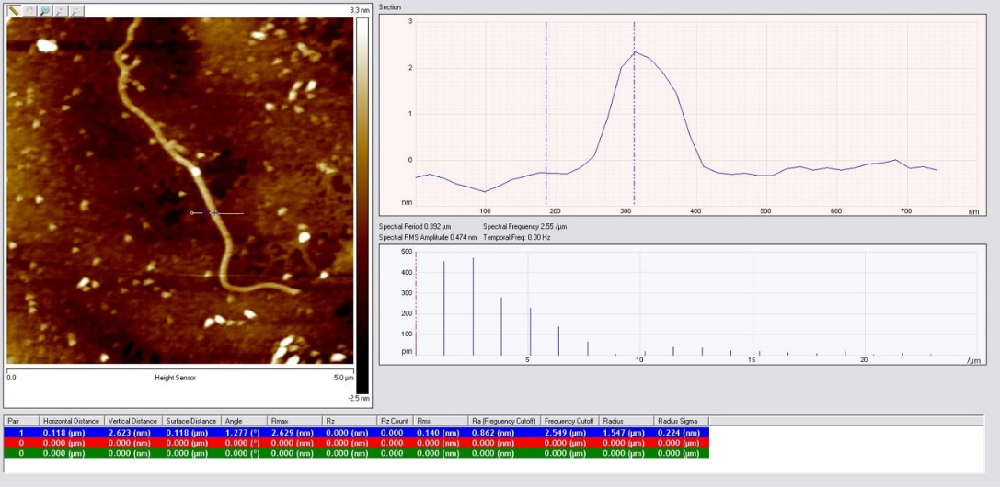 3.3 nm
0.0 Height Sensor 5.0 µm
-2.5 nm
Section
3
2
1
0
nm
100 200 300 400 500 600 700 nm
Spectral Period 0.392 µm Spectral Frequency 2.55 /µm
Spectral RMS Amplitude 0.474 nm Temporal Freq: 0.00 Hz
500
400
300
200
100
pm
5 10 15 20 /µm
Pair Horizontal Distance Vertical Distance Surface Distance Angle Rmax Rz Rz Count Rms Ra (Freguency Cutoff) Frequency Cutoff Radius Radius Sigma
1 0.118 (µm) 2.623 (nm) 0.118 (µm) 1.277 (°) 2.629 (nm) 0.000 (nm) 0.000 0.140 (nm) 0.862 (nm) 2.549 (µm) 1.547 (µm) 0.224 (nm)
0 0.000 (µm) 0.000 (nm) 0.000 (µm) 0.000 (°) 0.000 (nm) 0.000 (nm) 0.000 0.000 (nm) 0.000 (nm) 0.000 (µm) 0.000 (µm) 0.000 (nm)
0 0.000 (µm) 0.000 (nm) 0.000 (µm) 0.000 (°) 0.000 (nm) 0.000 (nm) 0.000 0.000 (nm) 0.000 (nm) 0.000 (µm) 0.000 (µm) 0.000 (nm)